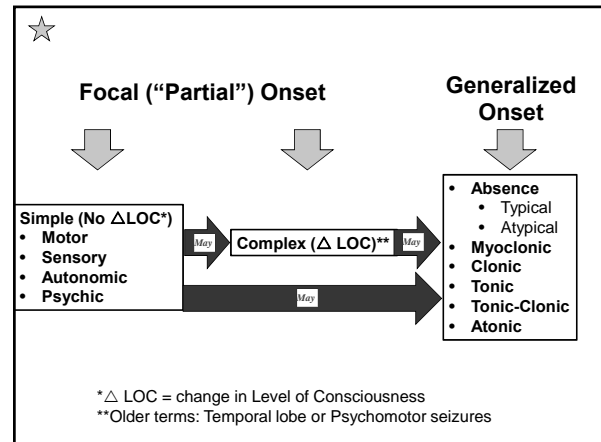 Focal (“Partial”) Onset
Generalized
Onset
Simple (No △LOC*)
• Motor
• Sensory
• Autonomic
• Psychic
May
Complex (△ LOC)**
May
May
• Absence
• Typical
• Atypical
• Myoclonic
• Clonic
• Tonic
• Tonic-Clonic
• Atonic
*△ LOC = change in Level of Consciousness
**Older terms: Temporal lobe or Psychomotor seizures